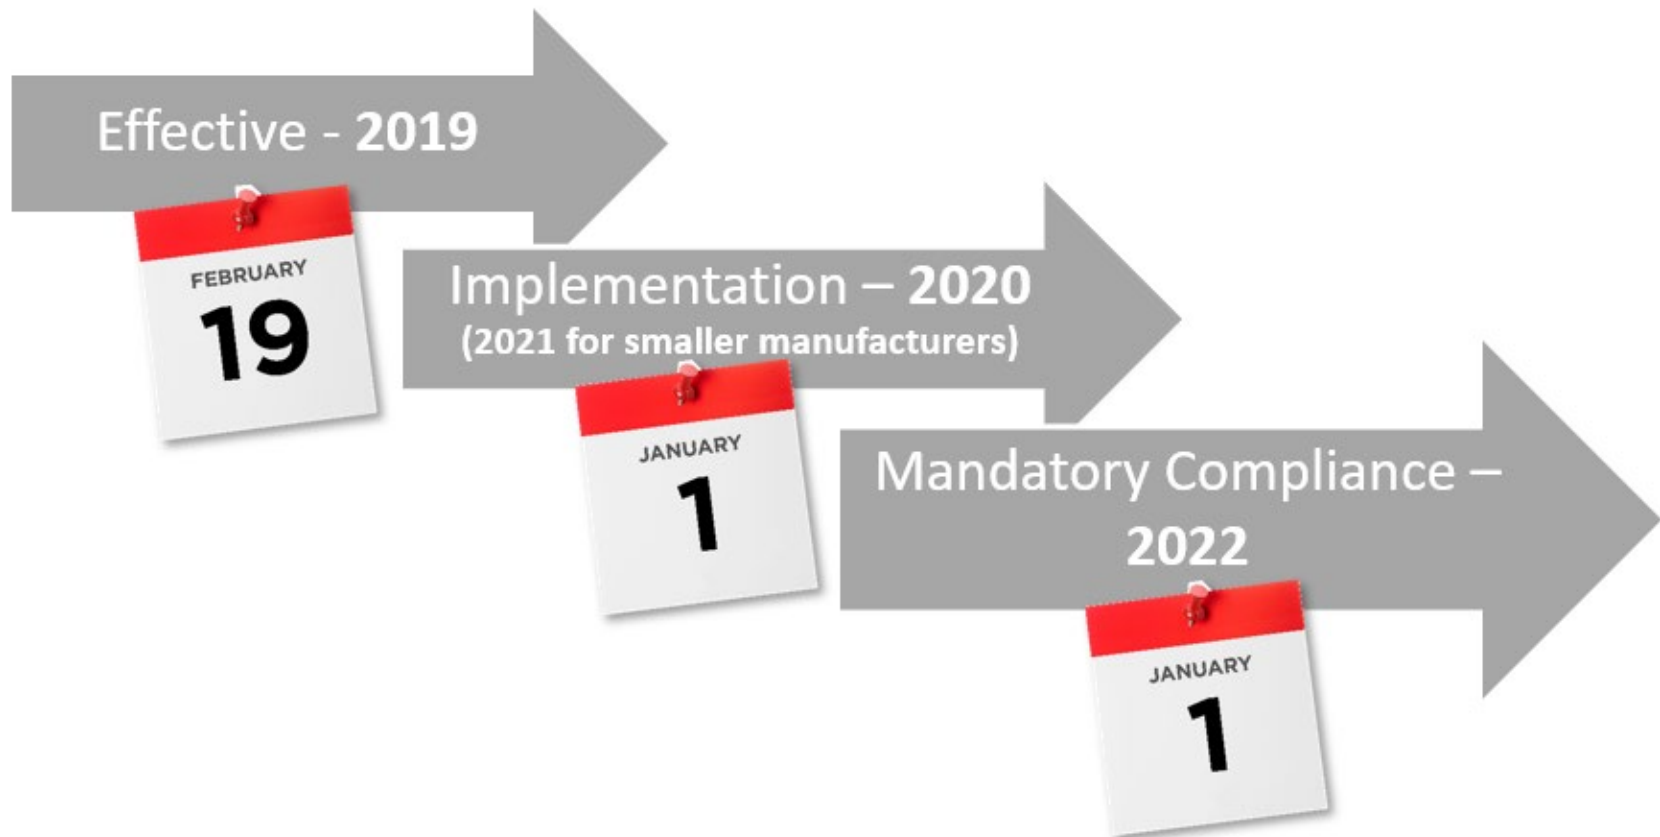 Effective - 2019
FEBRUARY
19
Implementation – 2020
(2021 for smaller manufacturers)
JANUARY
1
Mandatory Compliance –
2022
JANUARY
1